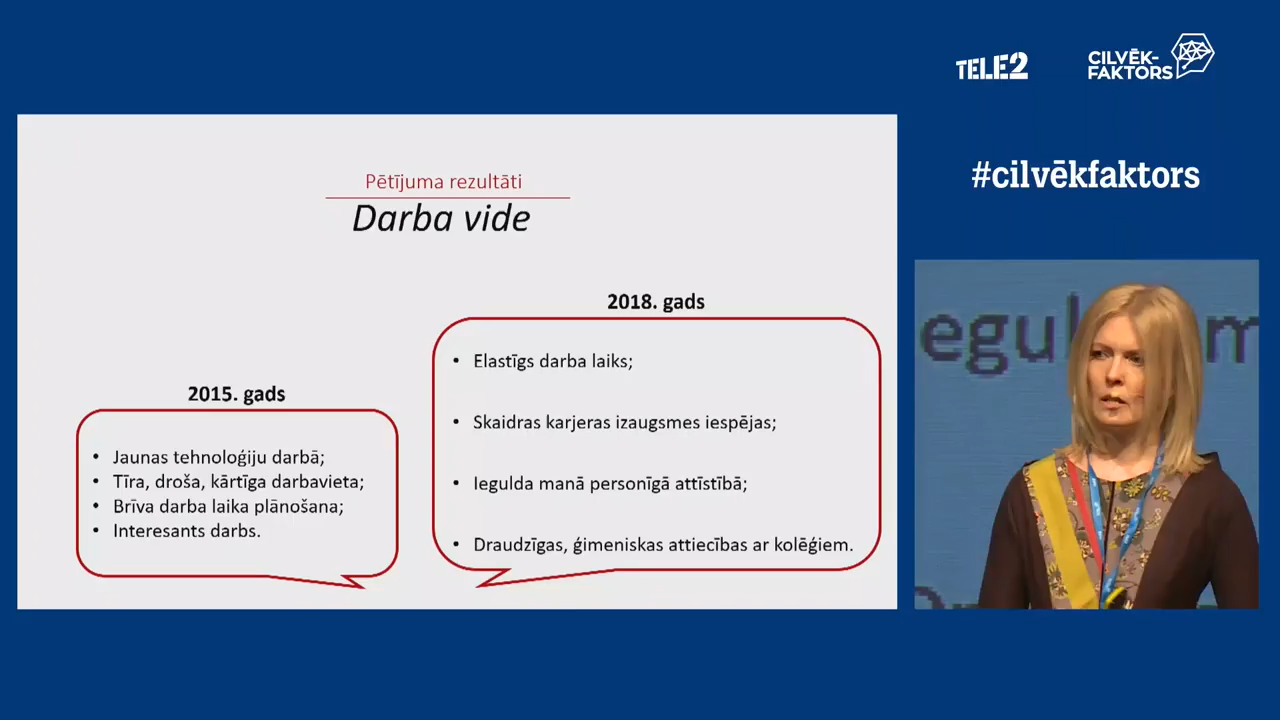 TELE2
CILVĒK-
FAKTORS
#cilvēkfaktors
Pētījuma rezultāti
Darba vide
2015. gads
• Jaunas tehnoloģiju darbā;
• Tīra, droša, kārtīga darbavieta;
• Brīva darba laika plānošana;
• Interesants darbs.
2018. gads
• Elastīgs darba laiks;
• Skaidras karjeras izaugsmes iespējas;
• Iegulda manā personīgā attīstībā;
• Draudzīgas, ģimeniskas attiecības ar kolēģiem.